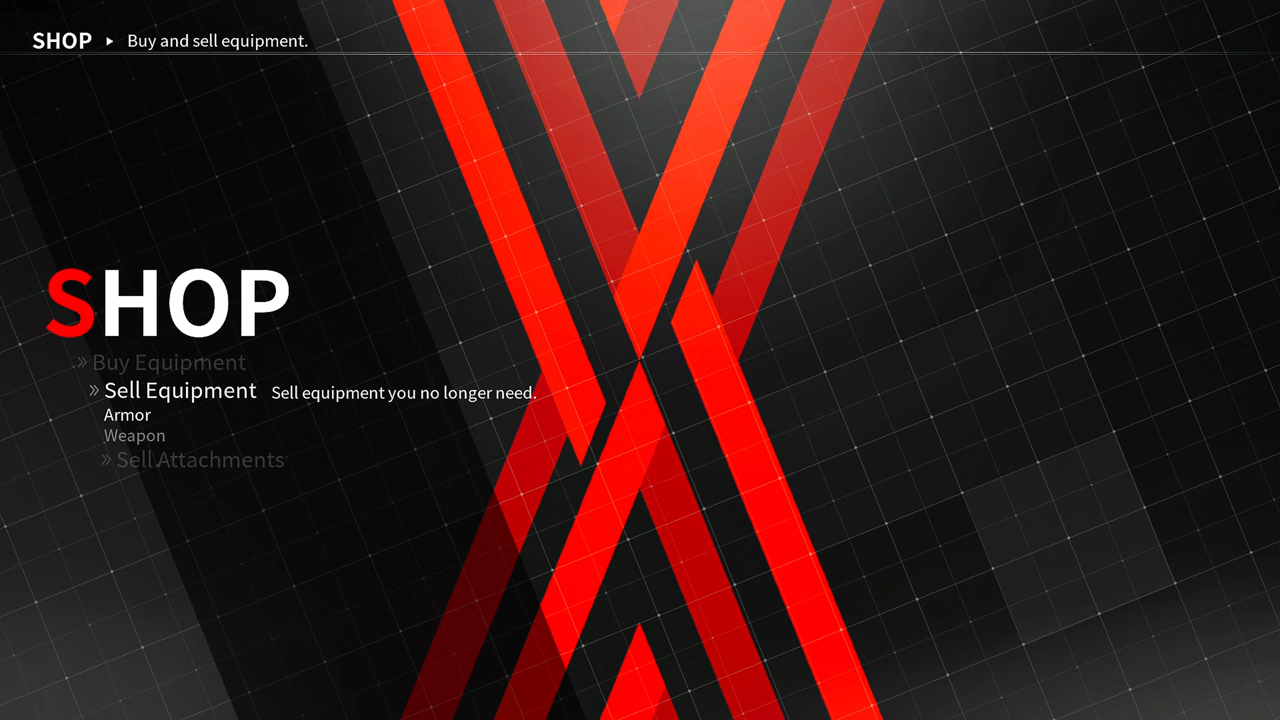 SHOP ▶ Buy and sell equipment.
SHOP
» Buy Equipment
» Sell Equipment Sell equipment you no longer need.
Armor
Weapon
» Sell Attachments